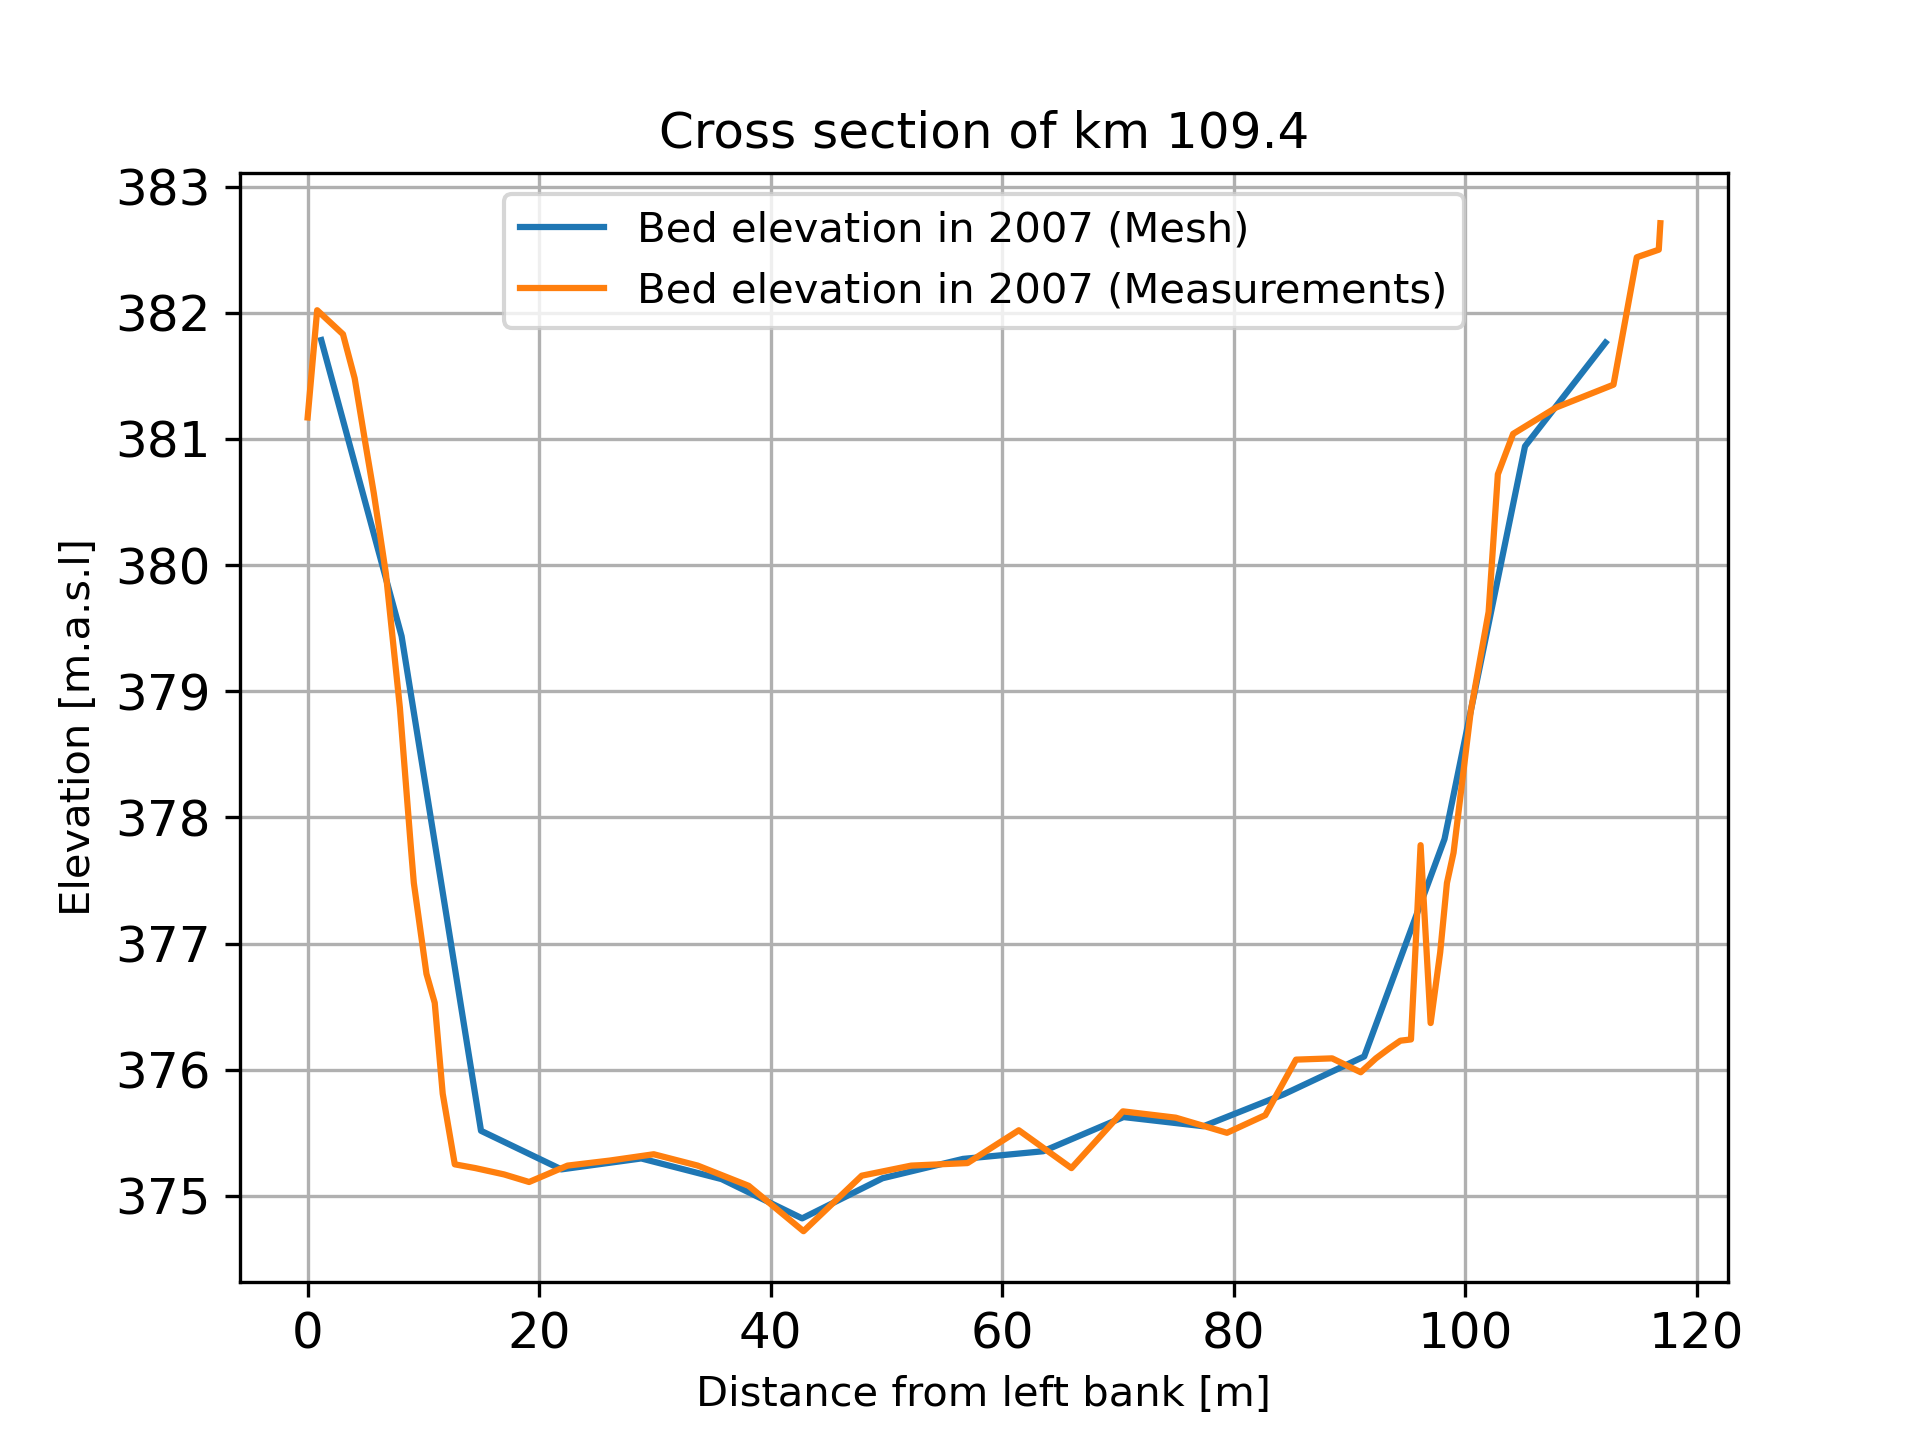 Cross section of km 109.4
383
382
381
380
379
378
377
376
375
Elevation [m.a.s.l]
Bed elevation in 2007 (Mesh)
Bed elevation in 2007 (Measurements)
0 20 40 60 80 100 120
Distance from left bank [m]